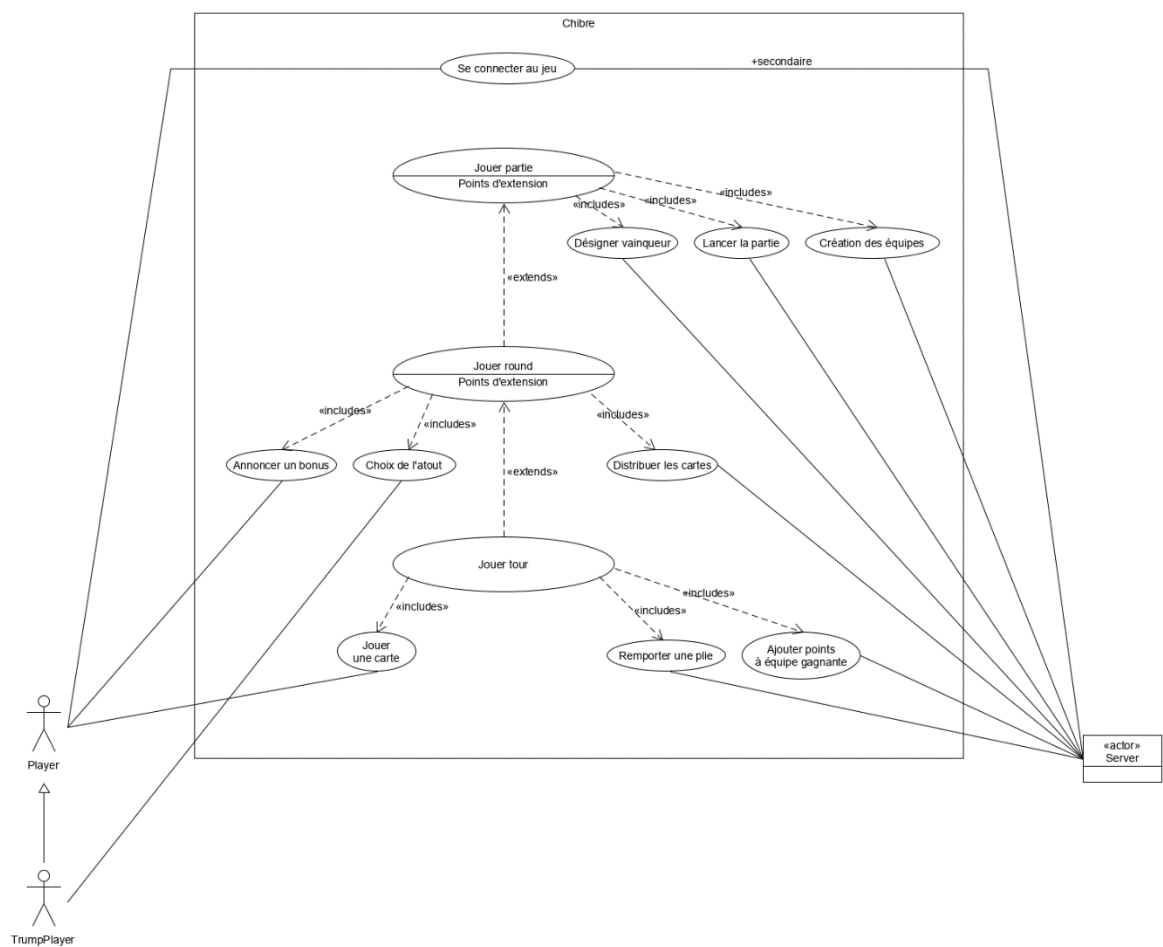 Chibre
Se connecter au jeu
+secondaire
Jouer partie
Points d'extension
«includes»
«includes»
«includes»
Désigner vainqueur
Lancer la partie
Création des équipes
«extends»
Jouer round
Points d'extension
«includes»
«includes»
«includes»
Annoncer un bonus
Choix de l'atout
Distribuer les cartes
«extends»
Jouer tour
«includes»
«includes»
«includes»
Jouer
une carte
Remporter une plie
Ajouter points
à équipe gagnante
Player
«actor»
Server
TrumpPlayer